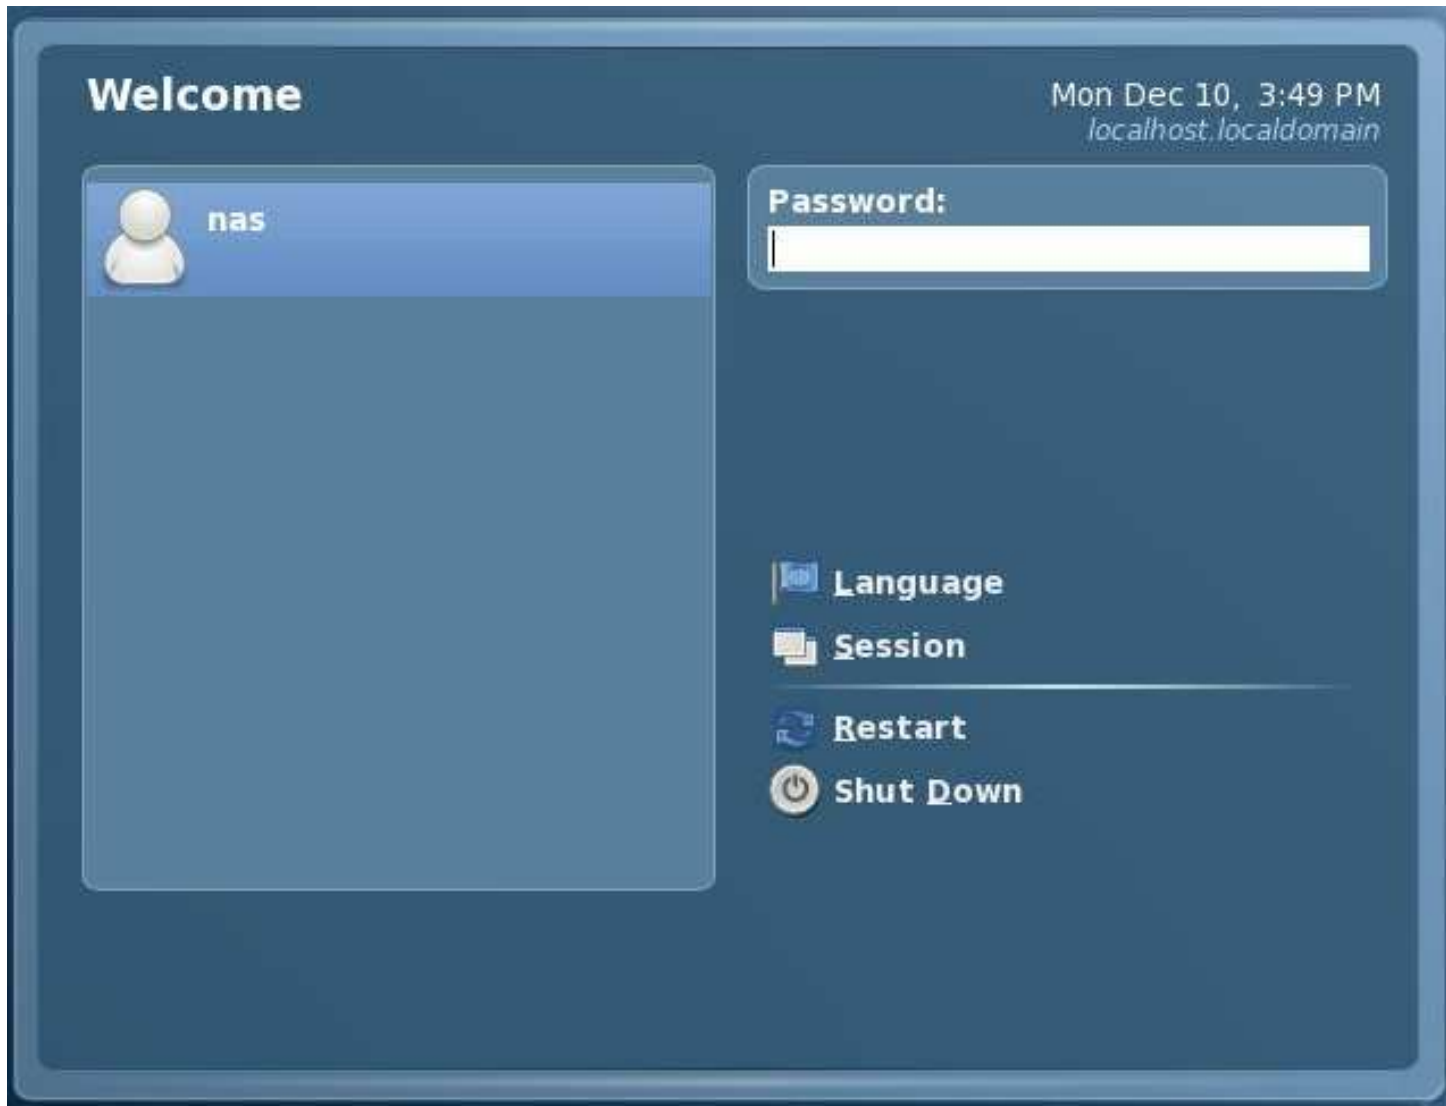 Welcome
Mon Dec 10, 3:49 PM
localhost.localdomain
nas
Password:
Language
Session
Restart
Shut Down